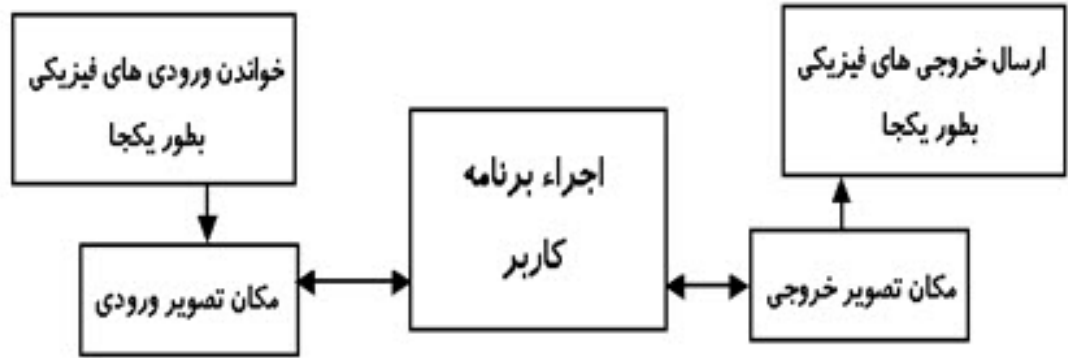 خواندن ورودی های فیزیکی
بطور یکجا
مکان تصویر ورودی
اجراء برنامه
کاربر
ارسال خروجی های فیزیکی
بطور یکجا
مکان تصویر خروجی